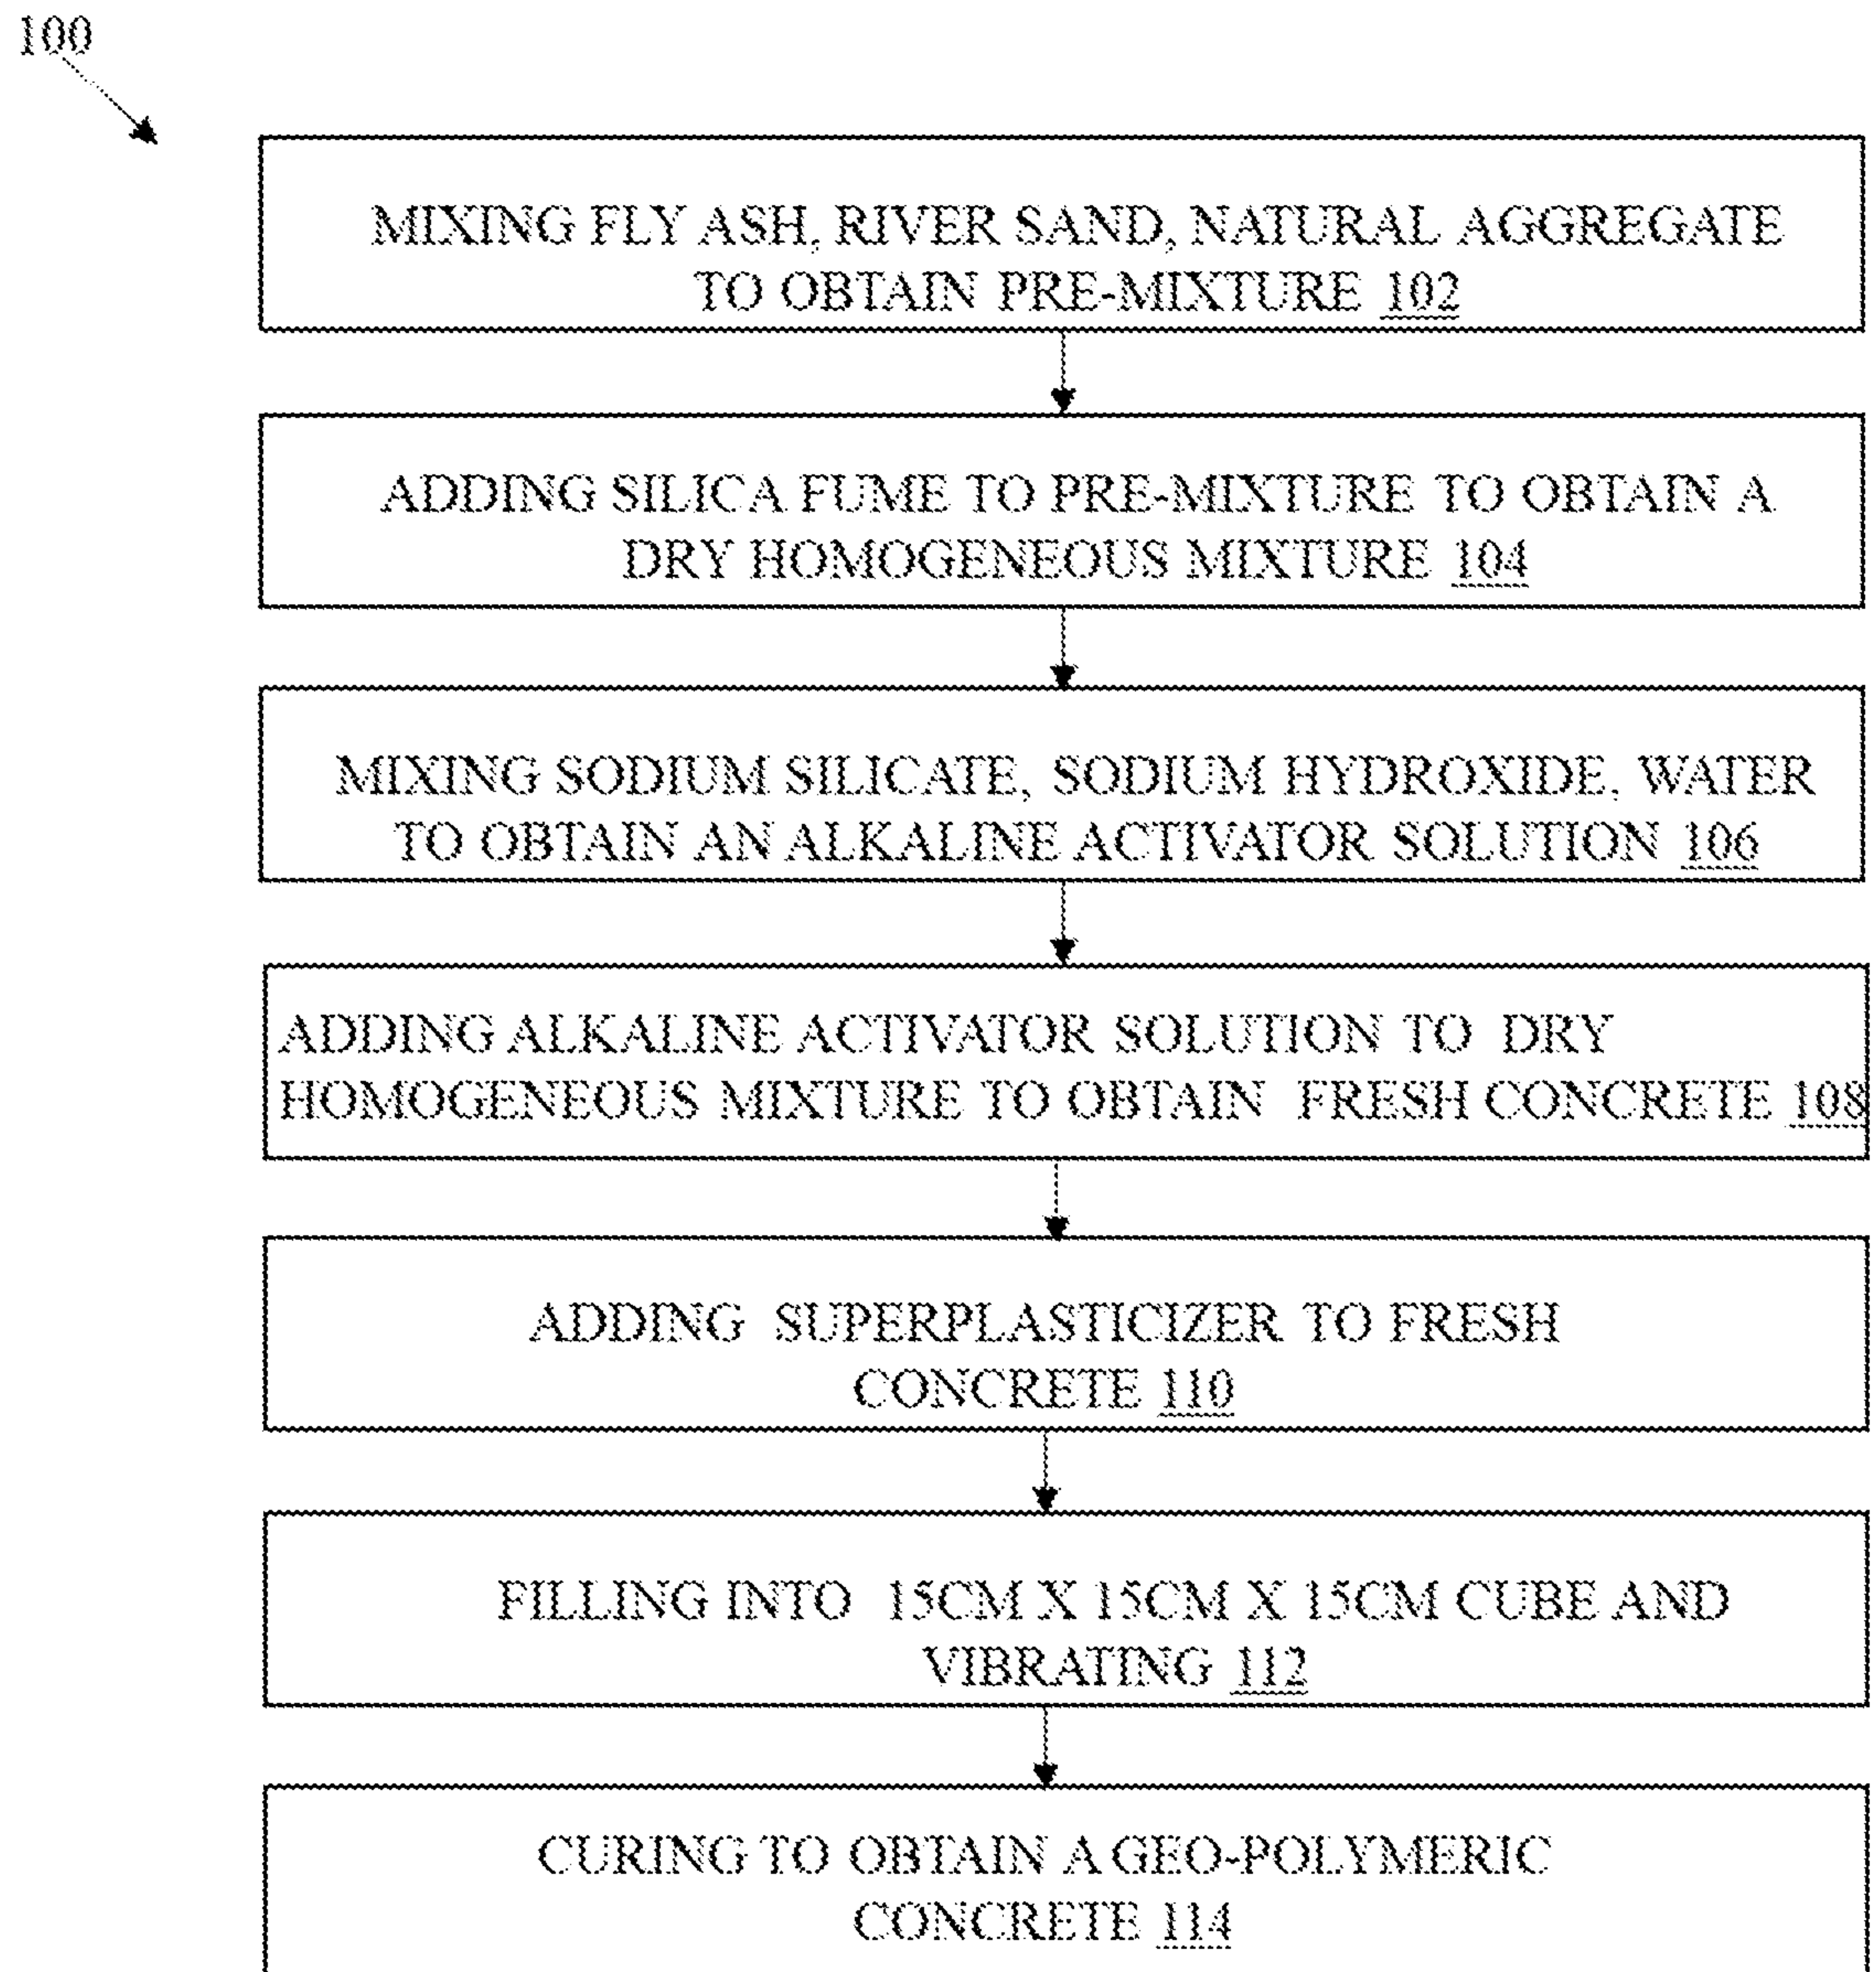 100
MIXING FLY ASH, RIVER SAND, NATURAL AGGREGATE
TO OBTAIN PRE-MIXTURE 102
ADDING SILICA FUME TO PRE-MIXTURE TO OBTAIN A
DRY HOMOGENEOUS MIXTURE 104
MIXING SODIUM SILICATE, SODIUM HYDROXIDE, WATER
TO OBTAIN AN ALKALINE ACTIVATOR SOLUTION 106
ADDING ALKALINE ACTIVATOR SOLUTION TO DRY
HOMOGENEOUS MIXTURE TO OBTAIN FRESH CONCRETE 108
ADDING SUPERPLASTICIZER TO FRESH
CONCRETE 110
FILLING INTO 15CM X 15CM X 15CM CUBE AND
VIBRATING 112
CURING TO OBTAIN A GEO-POLYMERIC
CONCRETE 114